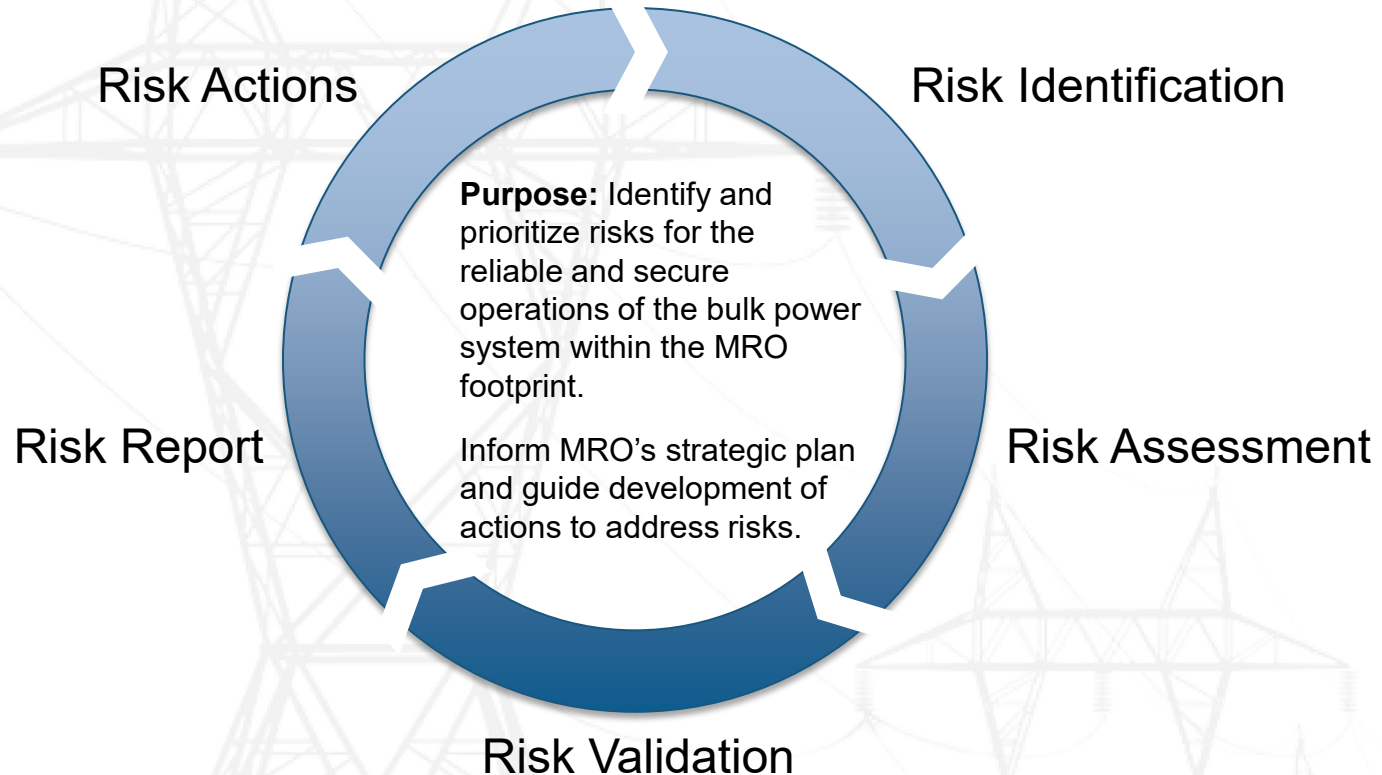 Risk Actions
Risk Identification
Purpose: Identify and
prioritize risks for the
reliable and secure
operations of the bulk power
system within the MRO
footprint.
Inform MRO’s strategic plan
and guide development of
actions to address risks.
Risk Report
Risk Assessment
Risk Validation